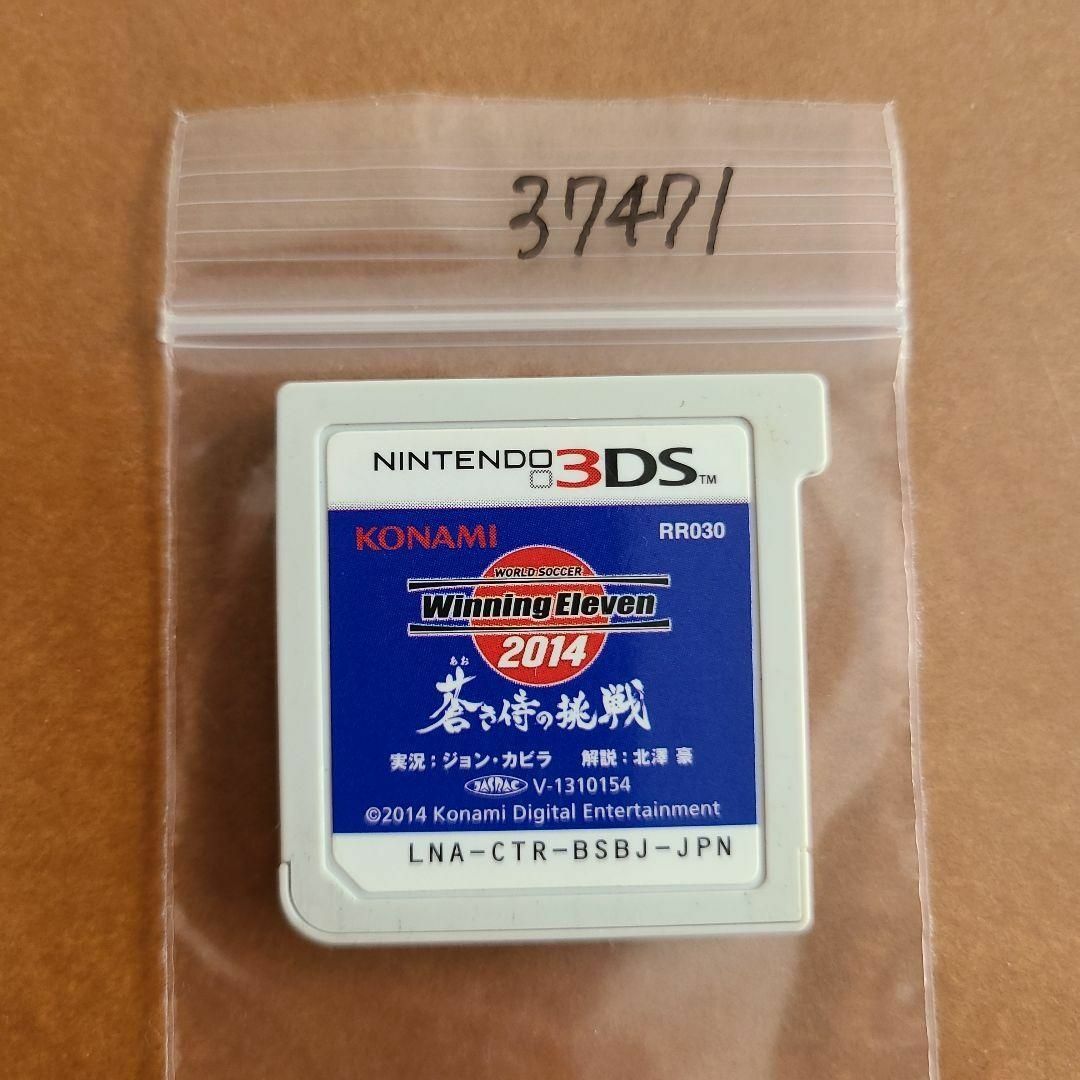 37471
NINTENDO 3DS™
KONAMI
RR030
WORLD SOCCER
Winning Eleven
2014
あお
蒼き侍の挑戦
実況：ジョン・カビラ 解説：北澤 豪
JASRAC V-1310154
©2014 Konami Digital Entertainment
LNA-CTR-BSBJ-JPN